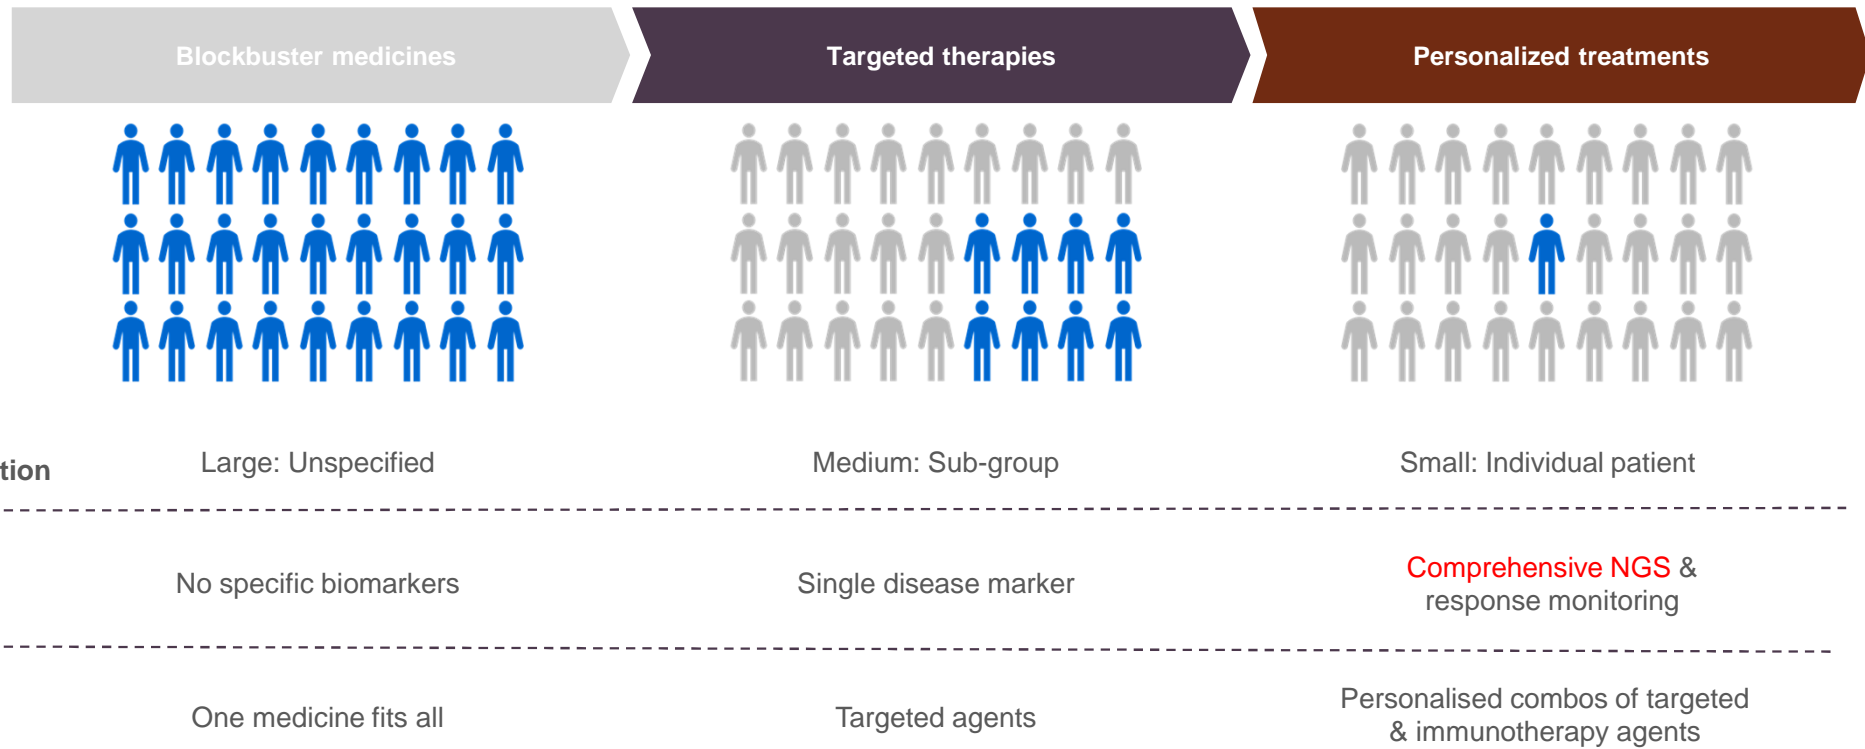 Blockbuster medicines
Targeted therapies
Personalized treatments
tion
Large: Unspecified
Medium: Sub-group
Small: Individual patient
No specific biomarkers
Single disease marker
Comprehensive NGS &
response monitoring
One medicine fits all
Targeted agents
Personalised combos of targeted
& immunotherapy agents